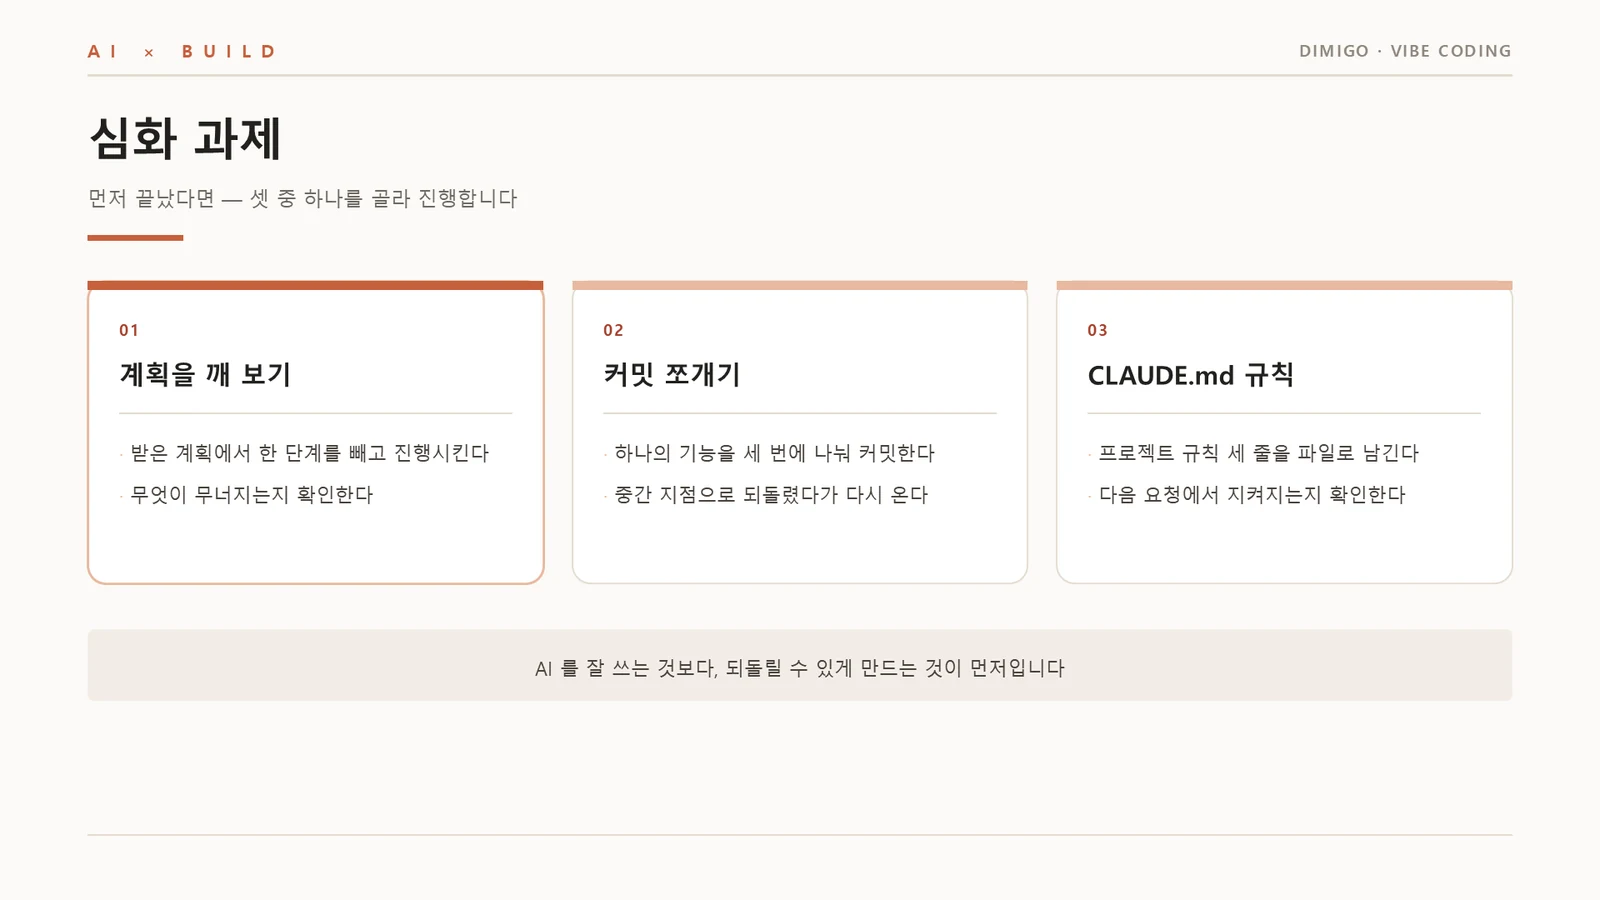 AI × BUILD
DIMIGO · VIBE CODING
심화 과제
먼저 끝났다면 — 셋 중 하나를 골라 진행합니다
01
계획을 깨 보기
· 받은 계획에서 한 단계를 빼고 진행시킨다
· 무엇이 무너지는지 확인한다
02
커밋 쪼개기
· 하나의 기능을 세 번에 나눠 커밋한다
· 중간 지점으로 되돌렸다가 다시 온다
03
CLAUDE.md 규칙
· 프로젝트 규칙 세 줄을 파일로 남긴다
· 다음 요청에서 지켜지는지 확인한다
AI 를 잘 쓰는 것보다, 되돌릴 수 있게 만드는 것이 먼저입니다